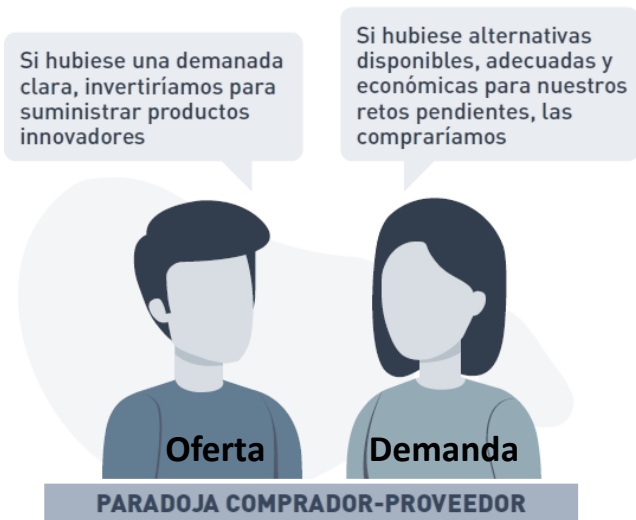 Si hubiese una demanada
clara, invertiríamos para
suministrar productos
innovadores
Si hubiese alternativas
disponibles, adecuadas y
económicas para nuestros
retos pendientes, las
compraríamos
Oferta
Demanda
PARADOJA COMPRADOR-PROVEEDOR